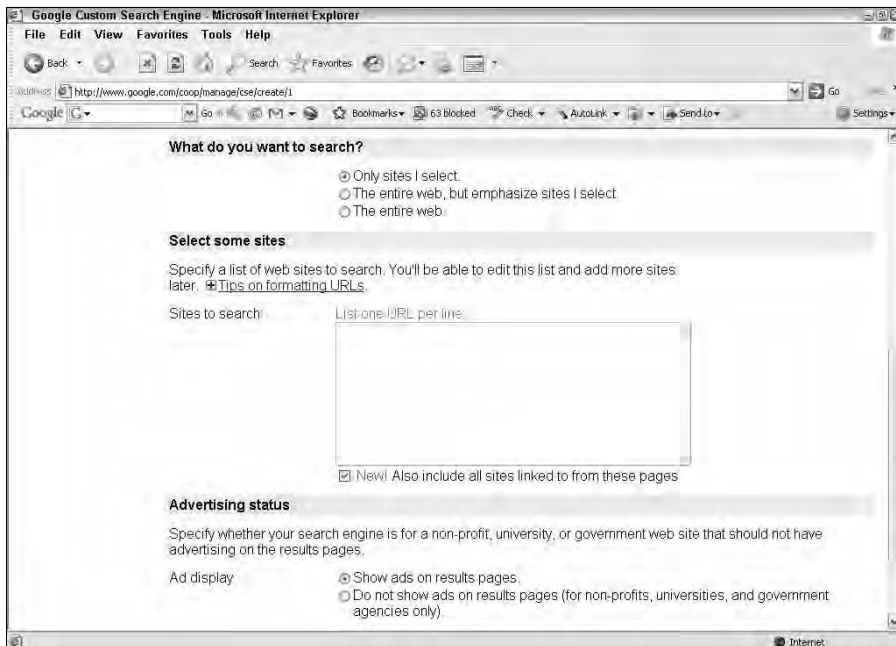 Google Custom Search Engine - Microsoft Internet Explorer
File Edit View Favorites Tools Help
Back Search Favorites
Address http://www.google.com/coop/manage/cse/create/1 Go
Google G Go Bookmarks 63 blocked Check AutoLink Send to Settings
What do you want to search?
Only sites I select.
The entire web, but emphasize sites I select.
The entire web.
Select some sites
Specify a list of web sites to search. You'll be able to edit this list and add more sites
later. Tips on formatting URLs.
Sites to search: List one URL per line.
New! Also include all sites linked to from these pages
Advertising status
Specify whether your search engine is for a non-profit, university, or government web site that should not have
advertising on the results pages.
Ad display Show ads on results pages.
Do not show ads on results pages (for non-profits, universities, and government
agencies only).
Internet